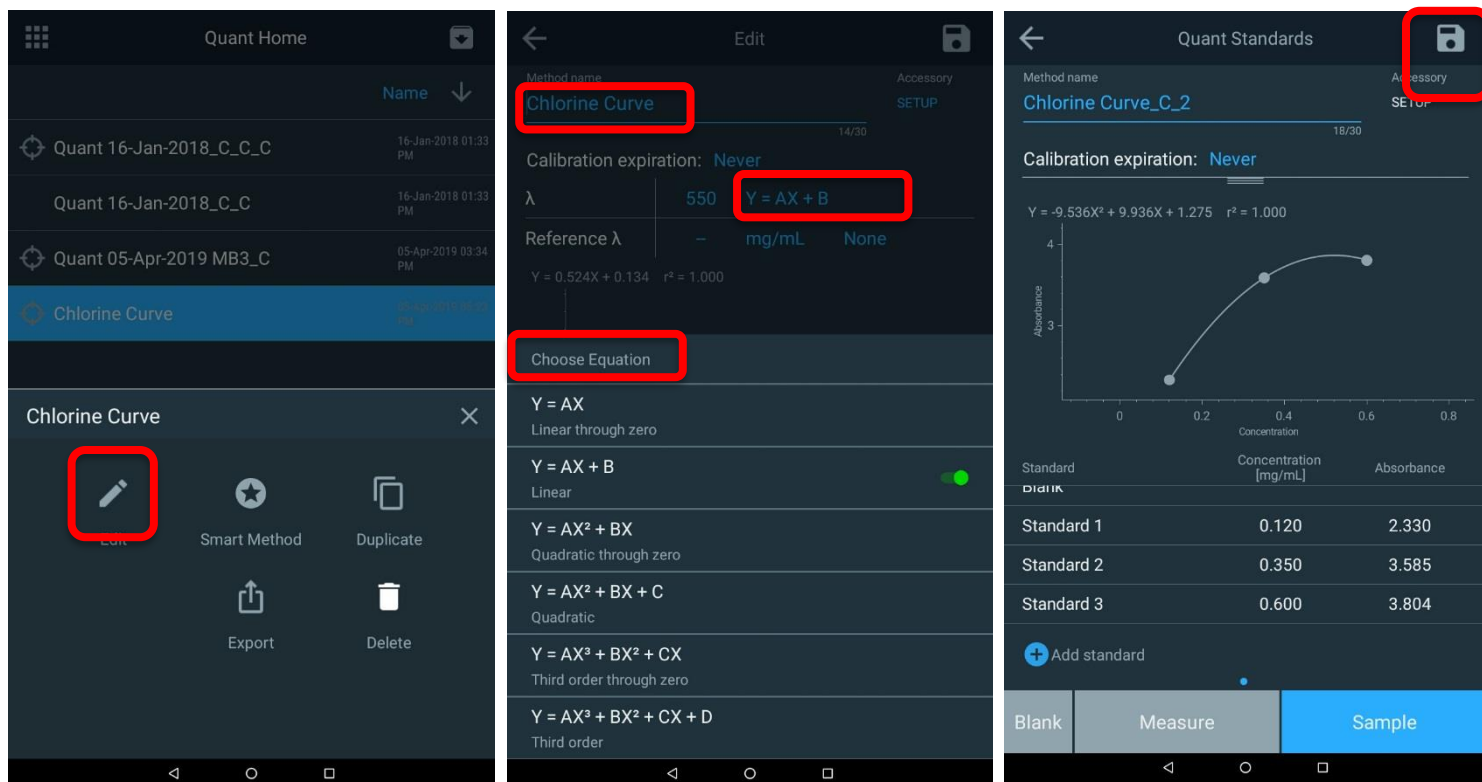 Quant Home
Name
Quant 16-Jan-2018_C_C_C
16-Jan-2018 01:33
PM
Quant 16-Jan-2018_C_C
16-Jan-2018 01:33
PM
Quant 05-Apr-2019 MB3_C
05-Apr-2019 03:34
PM
Chlorine Curve
PM
Chlorine Curve
Edit
Smart Method
Duplicate
Export
Delete
Edit
Method name
Accessory
Chlorine Curve
SETUP
14/30
Calibration expiration: Never
λ 550 Y = AX + B
Reference λ – mg/mL None
Y = 0.524X + 0.134 r² = 1.000
Choose Equation
Y = AX
Linear through zero
Y = AX + B
Linear
Y = AX² + BX
Quadratic through zero
Y = AX² + BX + C
Quadratic
Y = AX³ + BX² + CX
Third order through zero
Y = AX³ + BX² + CX + D
Third order
Quant Standards
Method name
Accessory
Chlorine Curve_C_2
SETUP
18/30
Calibration expiration: Never
Y = -9.536X² + 9.936X + 1.275 r² = 1.000
4
3
Absorbance
0 0.2 0.4 0.6 0.8
Concentration
Standard Concentration [mg/mL] Absorbance
Blank
Standard 1 0.120 2.330
Standard 2 0.350 3.585
Standard 3 0.600 3.804
Add standard
Blank Measure Sample